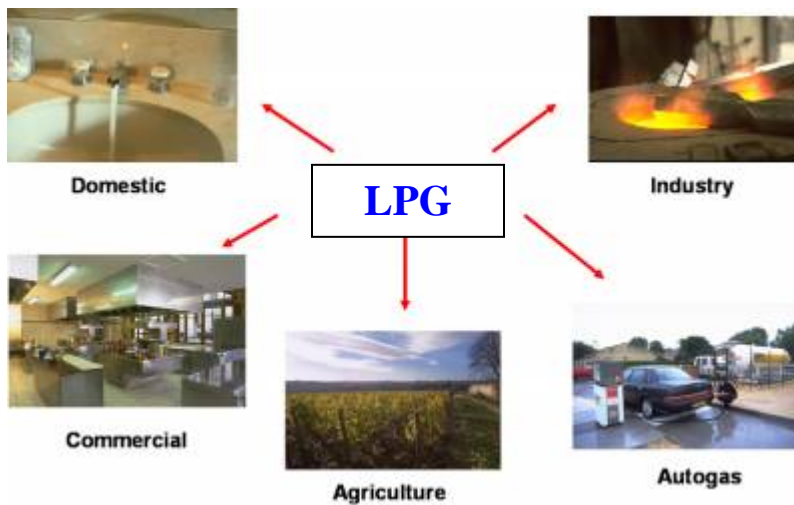 Domestic
Industry
LPG
Commercial
Agriculture
Autogas